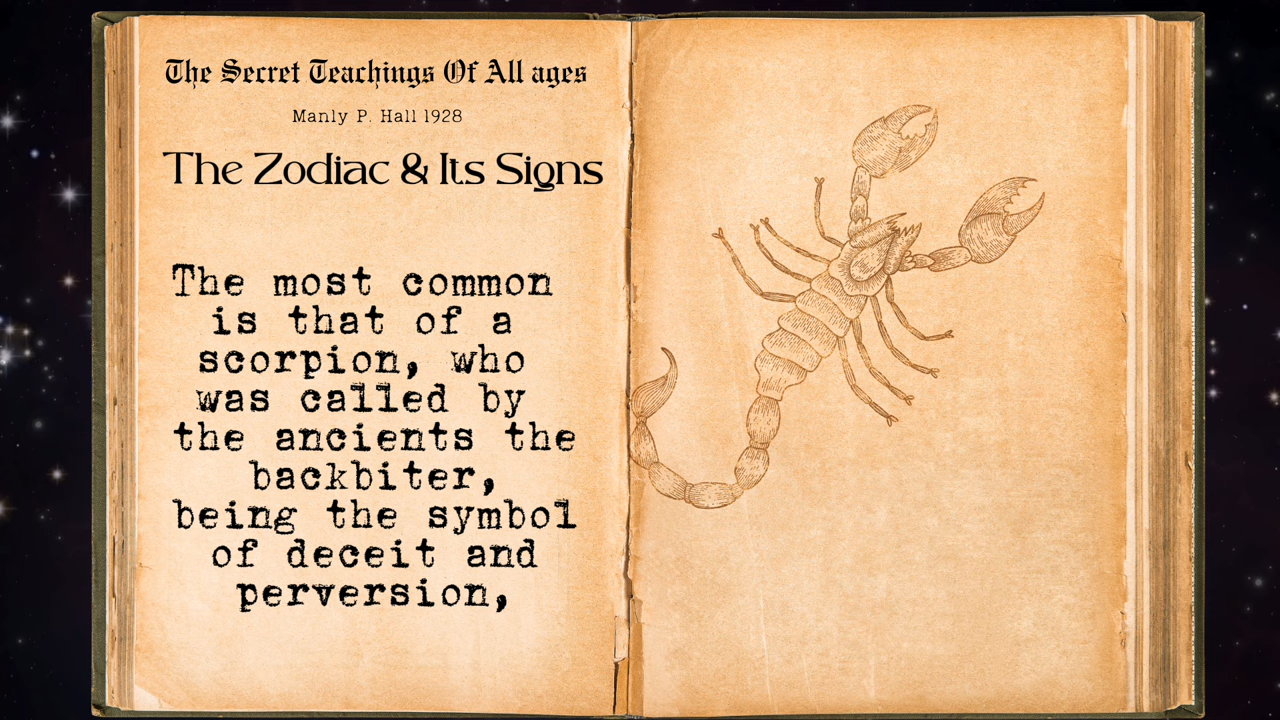 The Secret Teachings Of All ages
Manly P. Hall 1928
The Zodiac & Its Signs
The most common
is that of a
scorpion, who
was called by
the ancients the
backbiter,
being the symbol
of deceit and
perversion,